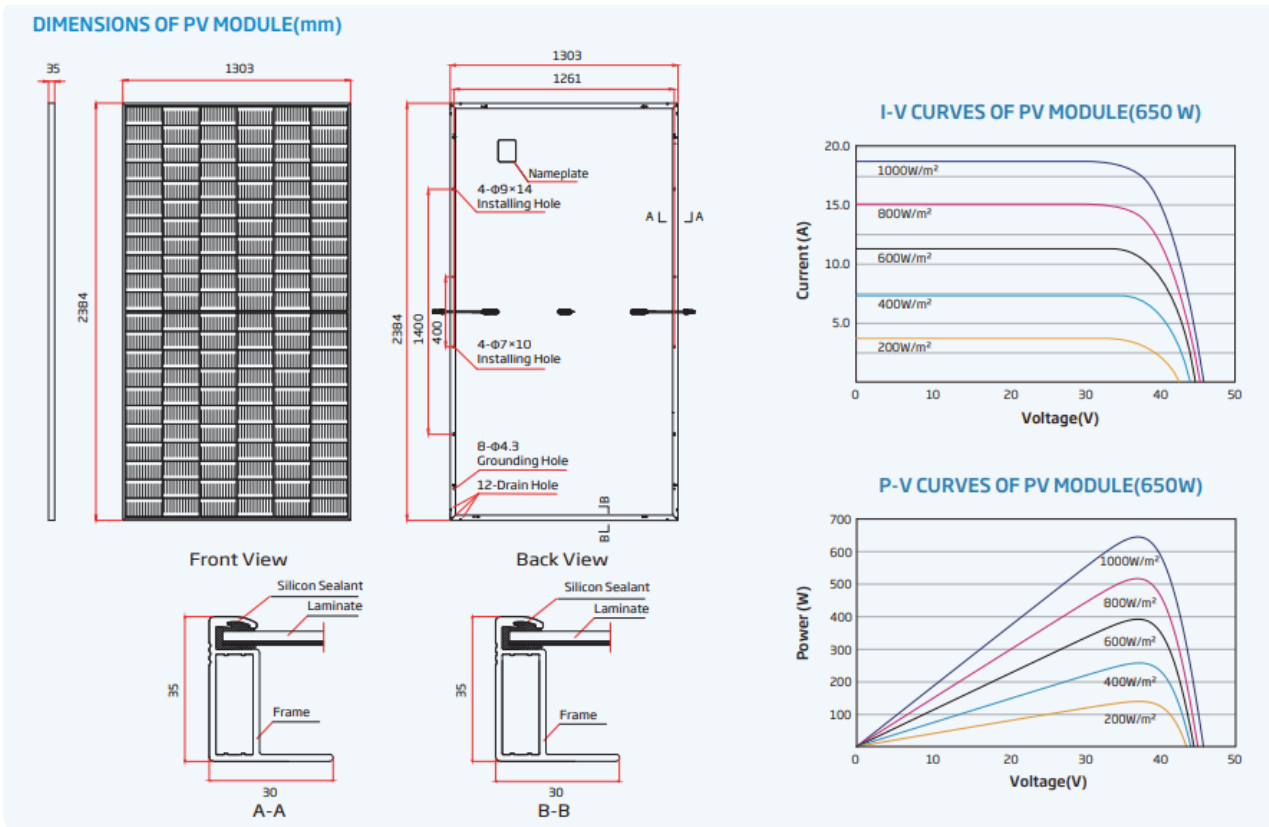 DIMENSIONS OF PV MODULE(mm)
35
1303
2384
Front View
1303
1261
Nameplate
4-Φ9×14
Installing Hole
A
A
2384
1400
400
4-Φ7×10
Installing Hole
8-Φ4.3
Grounding Hole
12-Drain Hole
B
B
Back View
Silicon Sealant
Laminate
35
Frame
30
A-A
Silicon Sealant
Laminate
35
Frame
30
B-B
I-V CURVES OF PV MODULE(650 W)
Current (A)
20.0
15.0
10.0
5.0
1000W/m²
800W/m²
600W/m²
400W/m²
200W/m²
0 10 20 30 40 50
Voltage(V)
P-V CURVES OF PV MODULE(650W)
Power (W)
700
600
500
400
300
200
100
1000W/m²
800W/m²
600W/m²
400W/m²
200W/m²
0 10 20 30 40 50
Voltage(V)